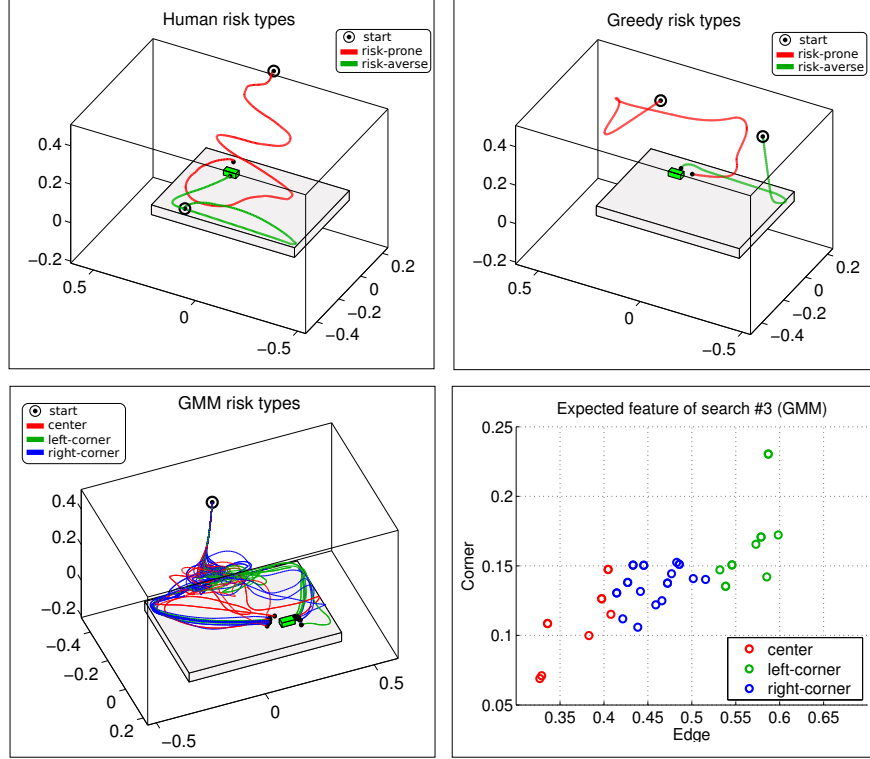 Human risk types
start
risk-prone
risk-averse
0.4
0.2
0
−0.2
0.5
0
−0.5
−0.4
−0.2
0
0.2
Greedy risk types
start
risk-prone
risk-averse
0.4
0.2
0
−0.2
0.5
0
−0.5
−0.4
−0.2
0
0.2
GMM risk types
start
center
left-corner
right-corner
0.4
0.2
0
−0.2
−0.4
−0.2
0
0.2
−0.5
0
0.5
Expected feature of search #3 (GMM)
0.25
0.2
0.15
0.1
0.05
Corner
0.35 0.4 0.45 0.5 0.55 0.6 0.65
Edge
center
left-corner
right-corner